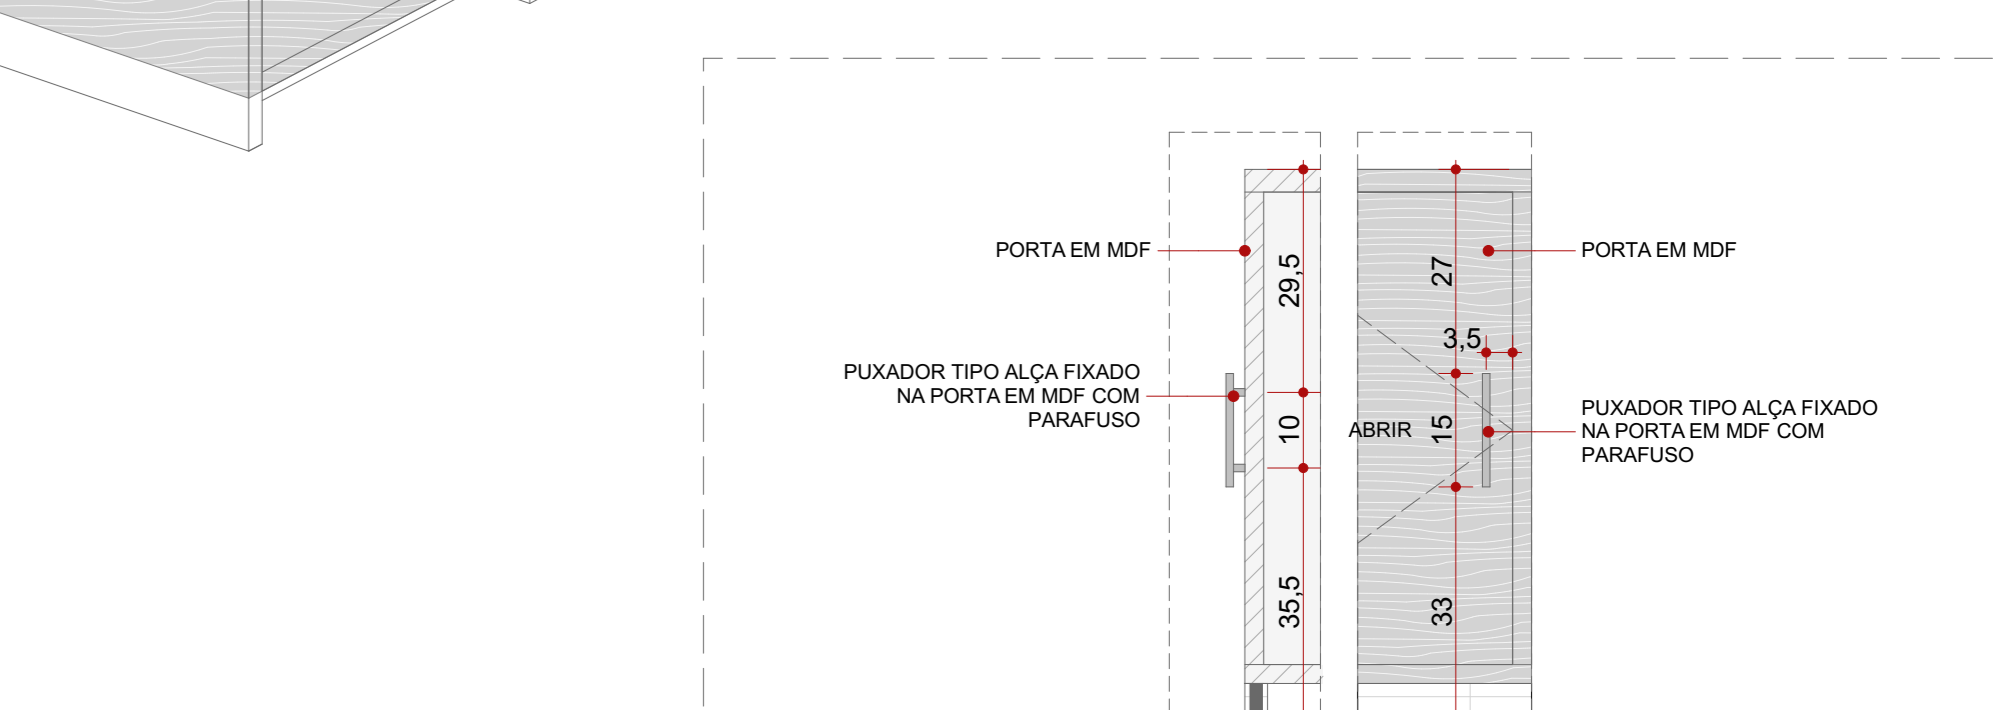 PORTA EM MDF
PUXADOR TIPO ALÇA FIXADO
NA PORTA EM MDF COM
PARAFUSO
29,5
10
35,5
27
3,5
15
33
ABRIR
PORTA EM MDF
PUXADOR TIPO ALÇA FIXADO
NA PORTA EM MDF COM
PARAFUSO